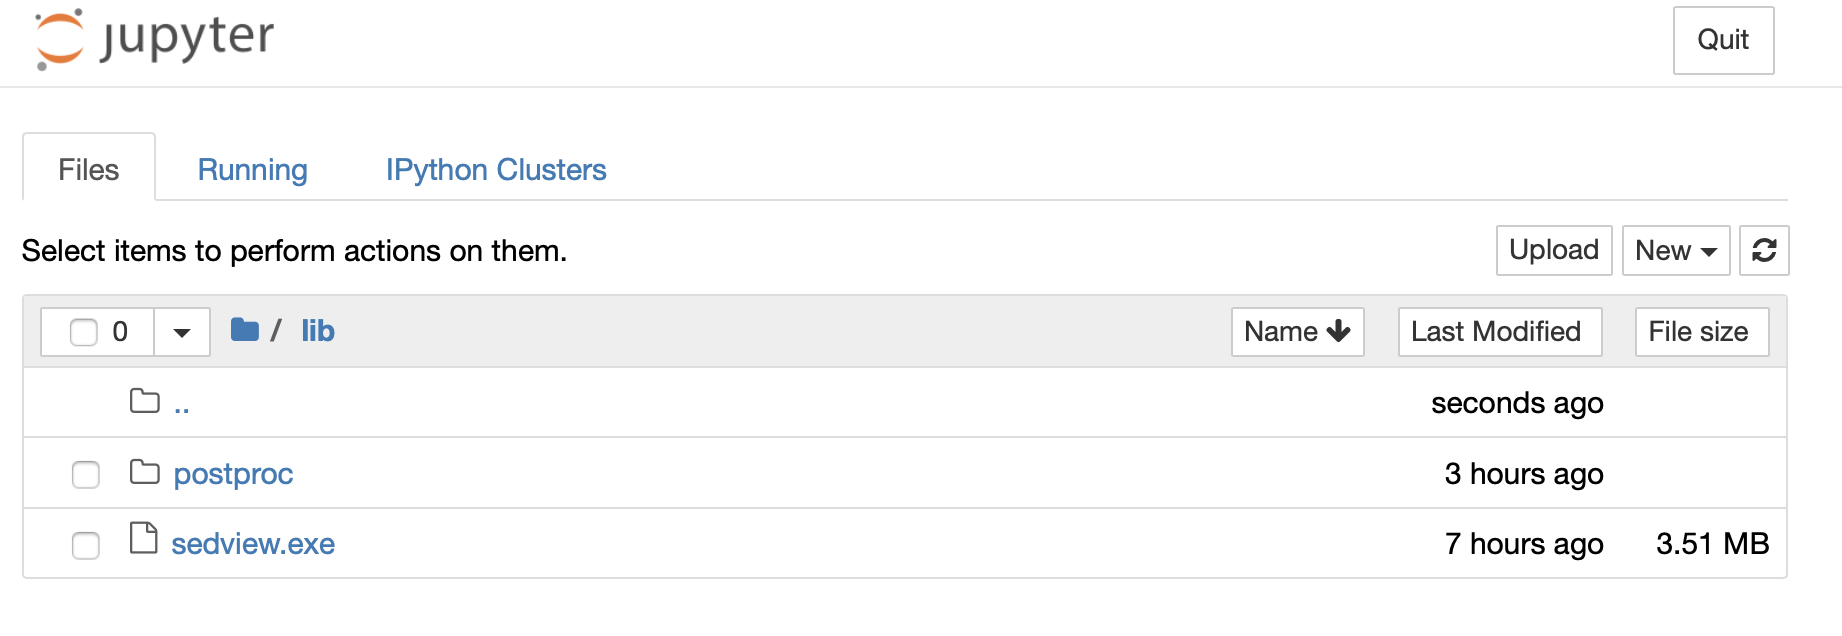 jupyter
Quit
Files Running IPython Clusters
Select items to perform actions on them.
Upload New
0 / lib Name Last Modified File size
.. seconds ago
postproc 3 hours ago
sedview.exe 7 hours ago 3.51 MB